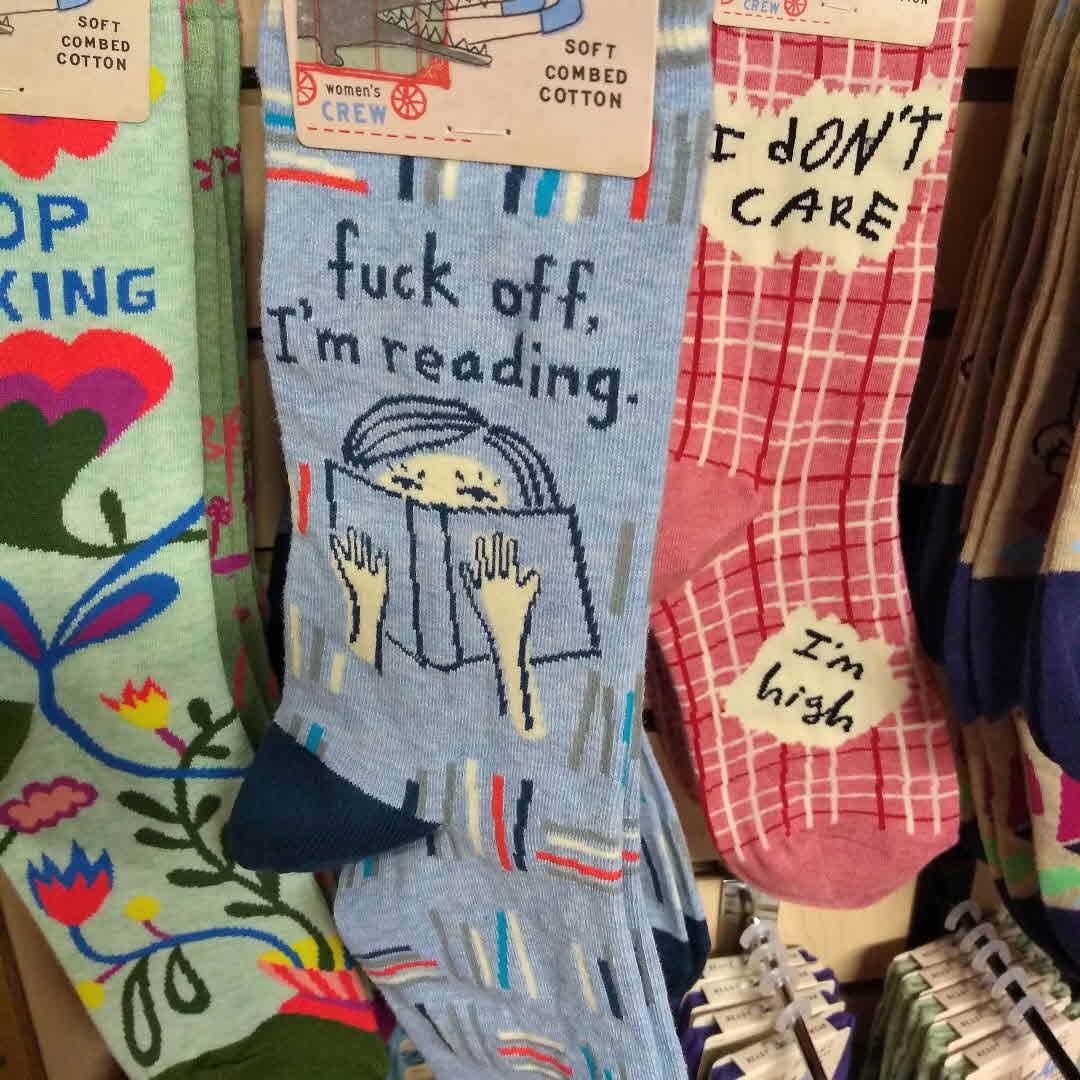 SOFT
COMBED
COTTON
OP
KING
women's
CREW
SOFT
COMBED
COTTON
fuck off,
I'm reading.
CREW
I dON'T
CARE
I'm
high